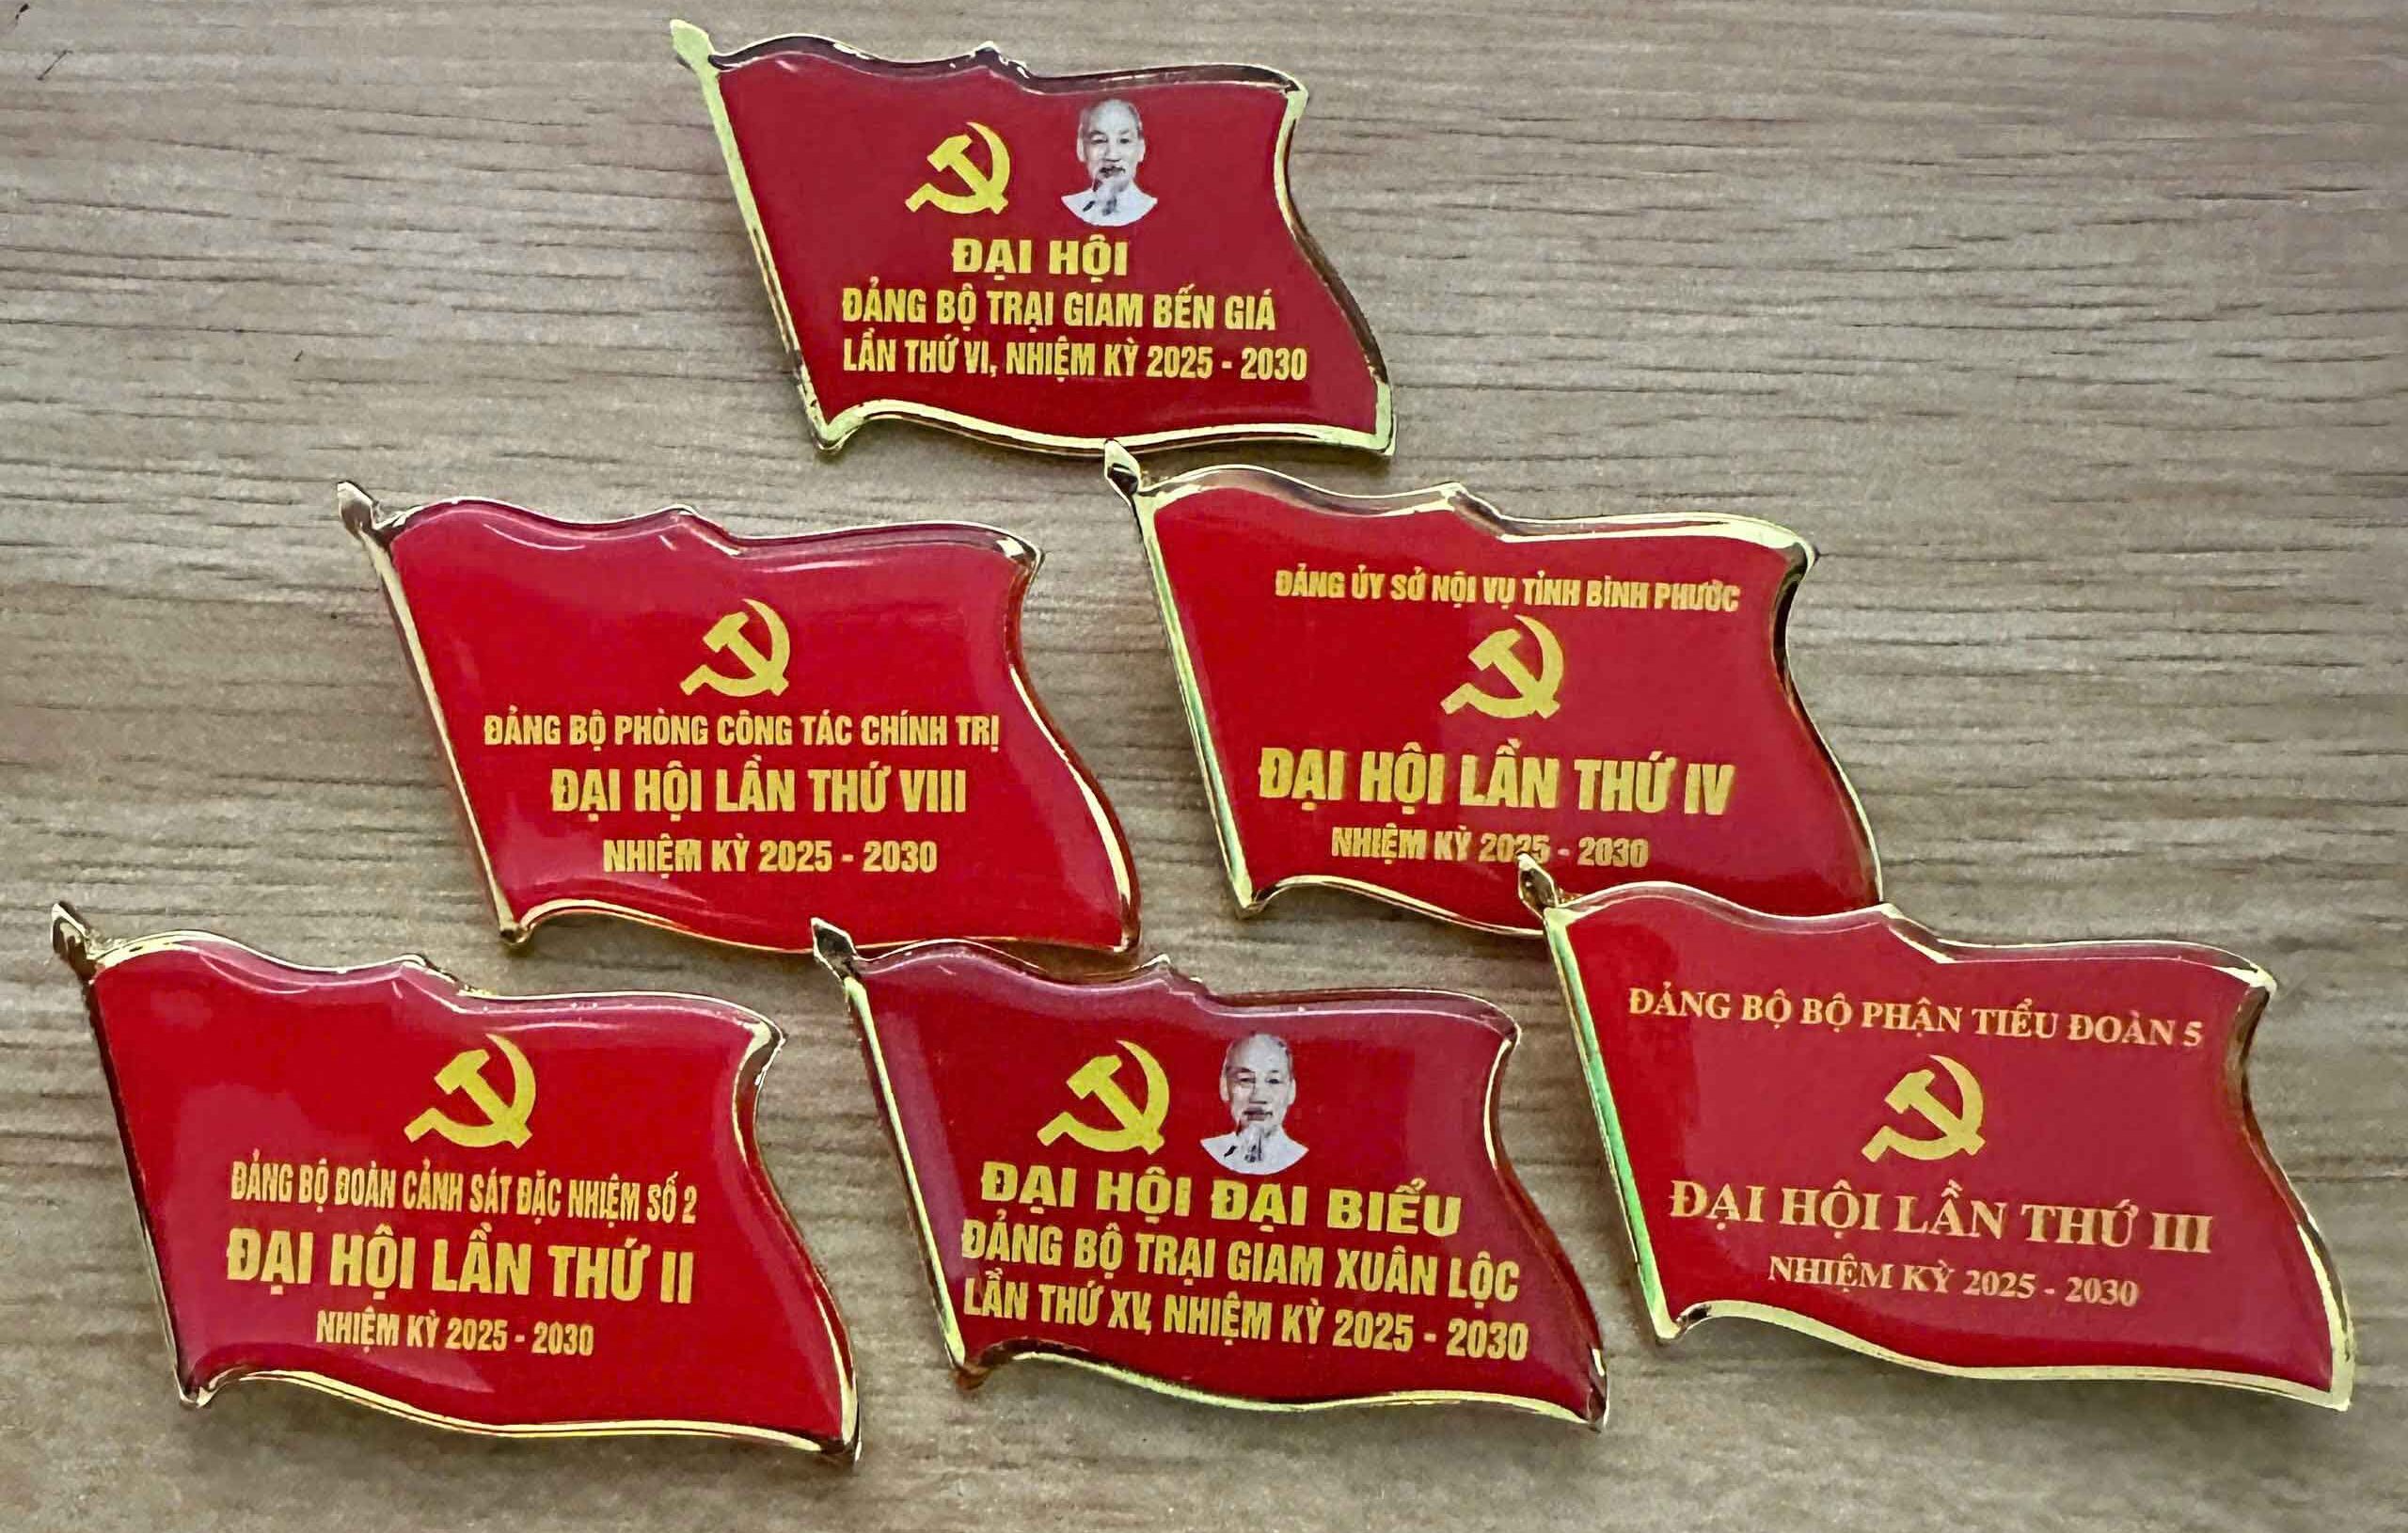 ĐẠI HỘI
ĐẢNG BỘ TRẠI GIAM BẾN GIÁ
LẦN THỨ VI, NHIỆM KỲ 2025 - 2030
ĐẢNG BỘ PHÒNG CÔNG TÁC CHÍNH TRỊ
ĐẠI HỘI LẦN THỨ VIII
NHIỆM KỲ 2025 - 2030
ĐẢNG ỦY SỞ NỘI VỤ TỈNH BÌNH PHƯỚC
ĐẠI HỘI LẦN THỨ IV
NHIỆM KỲ 2025 - 2030
ĐẢNG BỘ ĐOÀN CẢNH SÁT ĐẶC NHIỆM SỐ 2
ĐẠI HỘI LẦN THỨ II
NHIỆM KỲ 2025 - 2030
ĐẠI HỘI ĐẠI BIỂU
ĐẢNG BỘ TRẠI GIAM XUÂN LỘC
LẦN THỨ XV, NHIỆM KỲ 2025 - 2030
ĐẢNG BỘ BỘ PHẬN TIỂU ĐOÀN 5
ĐẠI HỘI LẦN THỨ III
NHIỆM KỲ 2025 - 2030